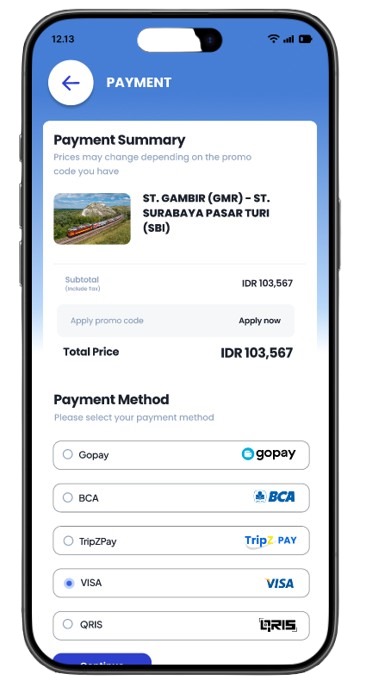 12.13
PAYMENT
Payment Summary
Prices may change depending on the promo
code you have
ST. GAMBIR (GMR) - ST.
SURABAYA PASAR TURI
(SBI)
Subtotal
(Include Tax)
IDR 103,567
Apply promo code
Apply now
Total Price
IDR 103,567
Payment Method
Please select your payment method
Gopay
gopay
BCA
BCA
TripZPay
TripZ PAY
VISA
VISA
QRIS
QRIS
Continue